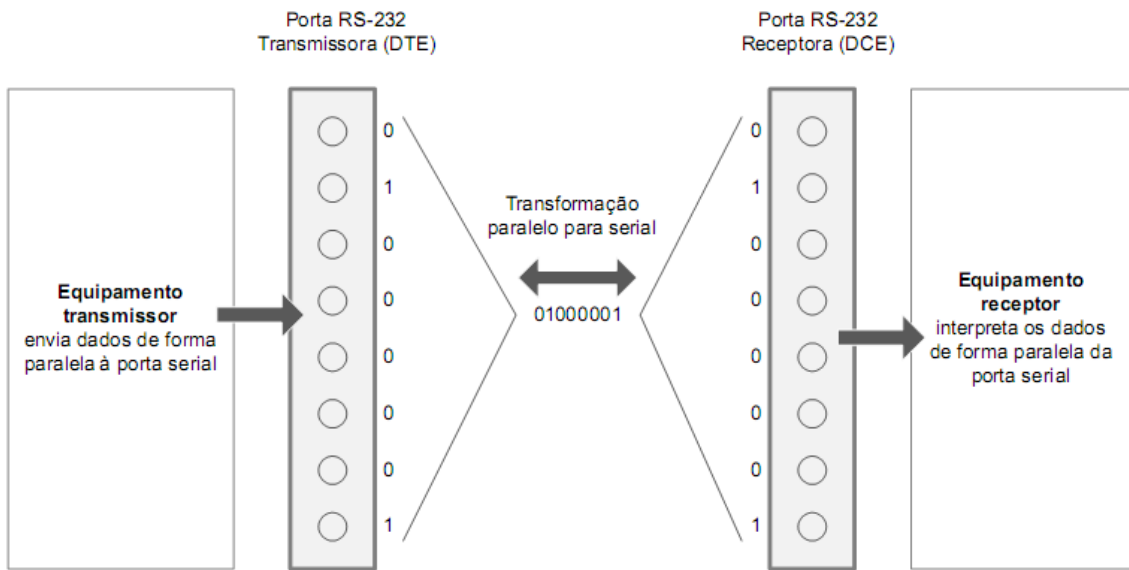 Porta RS-232
Transmissora (DTE)
Porta RS-232
Receptora (DCE)
Equipamento
transmissor
envia dados de forma
paralela à porta serial
0
1
0
0
0
0
0
1
Transformação
paralelo para serial
01000001
0
1
0
0
0
0
0
1
Equipamento
receptor
interpreta os dados
de forma paralela da
porta serial